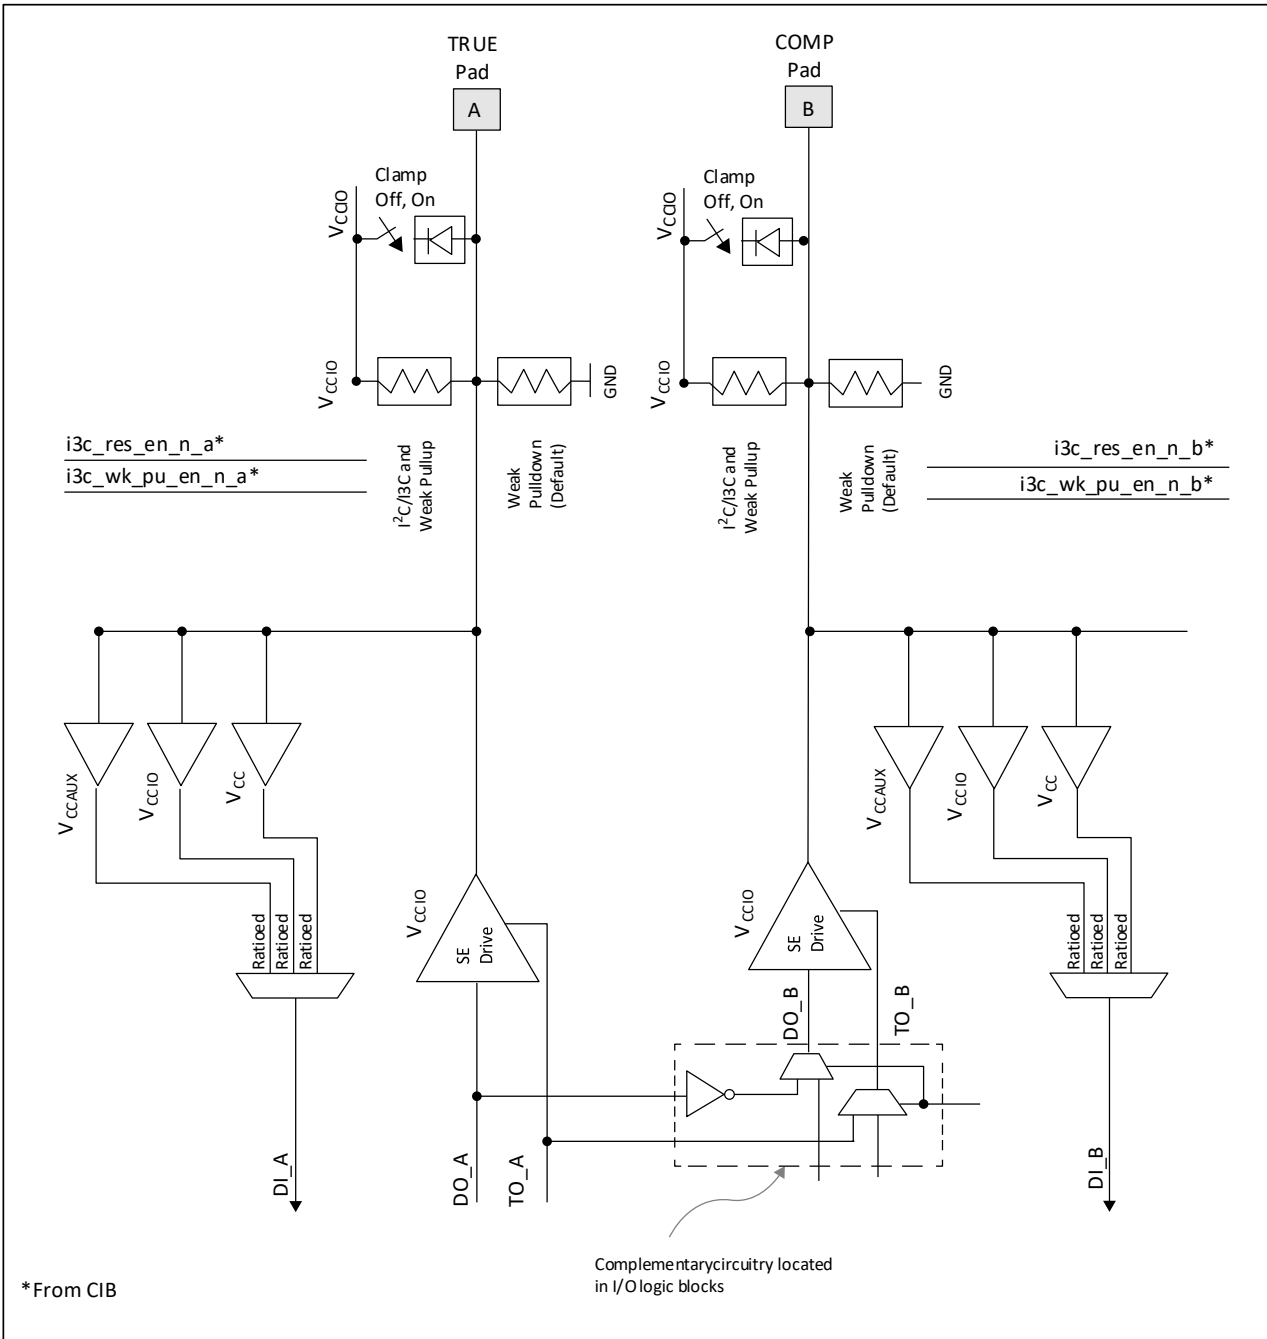 TRUE
Pad
A
COMP
Pad
B
Clamp
Off, On
VCCIO
Clamp
Off, On
VCCIO
VCCIO
GND
VCCIO
GND
i3c_res_en_n_a*
i3c_wk_pu_en_n_a*
I2C/I3C and
Weak Pullup
Weak
Pulldown
(Default)
I2C/I3C and
Weak Pullup
Weak
Pulldown
(Default)
i3c_res_en_n_b*
i3c_wk_pu_en_n_b*
VCCAUX
VCCIO
VCC
VCCAUX
VCCIO
VCC
VCCIO
SE
Drive
VCCIO
SE
Drive
Ratioed
Ratioed
Ratioed
Ratioed
Ratioed
Ratioed
DO_B
TO_B
DI_A
DO_A
TO_A
DI_B
Complementarycircuitry located
in I/O logic blocks
*From CIB